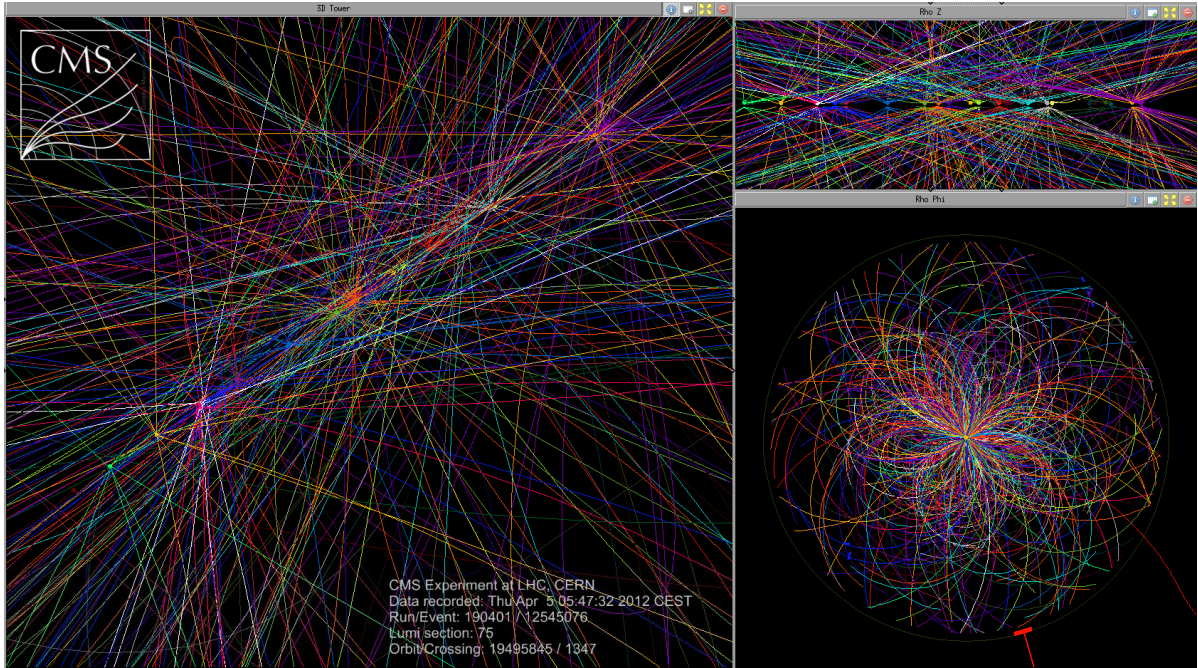 3D Tower
CMS
CMS Experiment at LHC, CERN
Data recorded: Thu Apr  5 05:47:32 2012 CEST
Run/Event: 190401 / 12545076
Lumi section: 75
Orbit/Crossing: 19495845 / 1347
Rho Z
Rho Phi